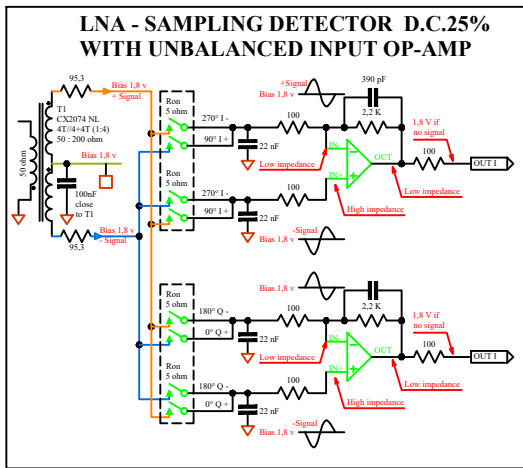 LNA - SAMPLING DETECTOR D.C.25%
WITH UNBALANCED INPUT OP-AMP
95,3
Bias 1,8 v
+ Signal
T1
CX2074 NL
4T//4+4T (1:4)
50 : 200 ohm
50 ohm
Bias 1,8 v
100nF
close
to T1
Bias 1,8 v
- Signal
95,3
Ron
5 ohm
270° I -
90° I +
Ron
5 ohm
270° I -
90° I +
22 nF
22 nF
+Signal
Bias 1,8 v
100
390 pF
2,2 K
Low impedance
IN-
IN+
OUT
100
1,8 V if
no signal
OUT I
Low impedance
High impedance
100
-Signal
Bias 1,8 v
Ron
5 ohm
180° Q -
0° Q +
Ron
5 ohm
180° Q -
0° Q +
22 nF
22 nF
Bias 1,8 v
100
2,2 K
Low impedance
IN-
IN+
OUT
100
1,8 V if
no signal
OUT I
Low impedance
High impedance
100
-Signal
Bias 1,8 v